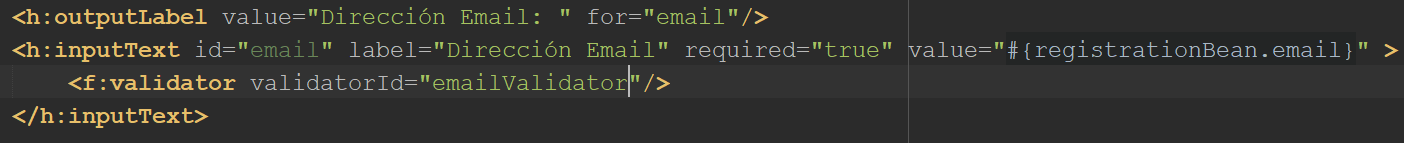 <h:outputLabel value="Dirección Email: " for="email"/>
<h:inputText id="email" label="Dirección Email" required="true" value="#{registrationBean.email}" >
<f:validator validatorId="emailValidator"/>
</h:inputText>